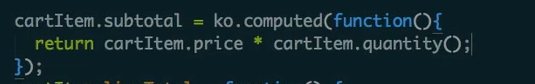 cartItem.subtotal = ko.computed(function(){
  return cartItem.price * cartItem.quantity();
});